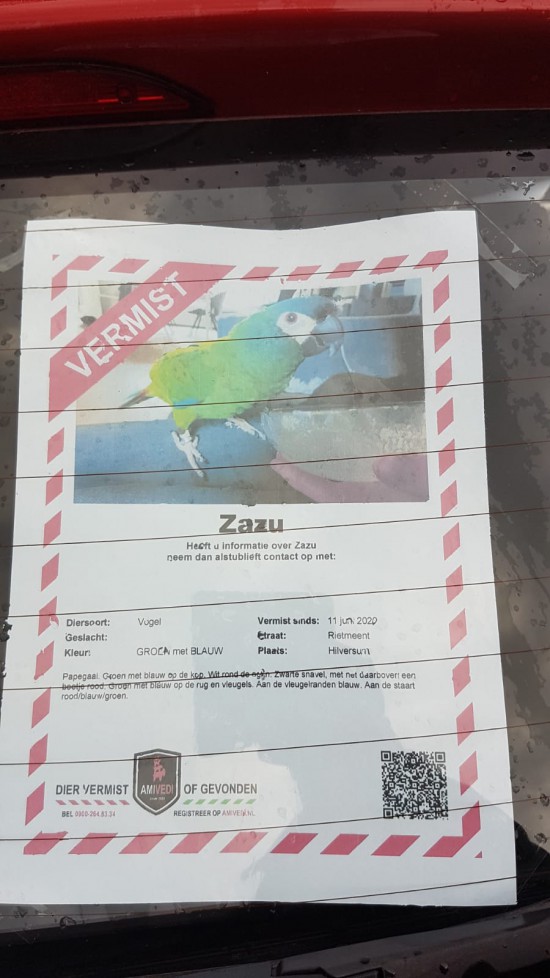 VERMIST
Zazu
Heeft u informatie over Zazu
neem dan alstublieft contact op met:
Diersoort: Vogel Vermist sinds: 11 juni 2020
Geslacht: Straat: Rietmeent
Kleur: GROEN met BLAUW Plaats: Hilversum
Papegaai. Groen met blauw op de kop. Wit rond de ogen. Zwarte snavel, met net daarboven een
beetje rood. Groen met blauw op de rug en vleugels. Aan de vleugelranden blauw. Aan de staart
rood/blauw/groen.
DIER VERMIST AMIVEDI OF GEVONDEN
BEL REGISTREER OP AMIVEDI.NL